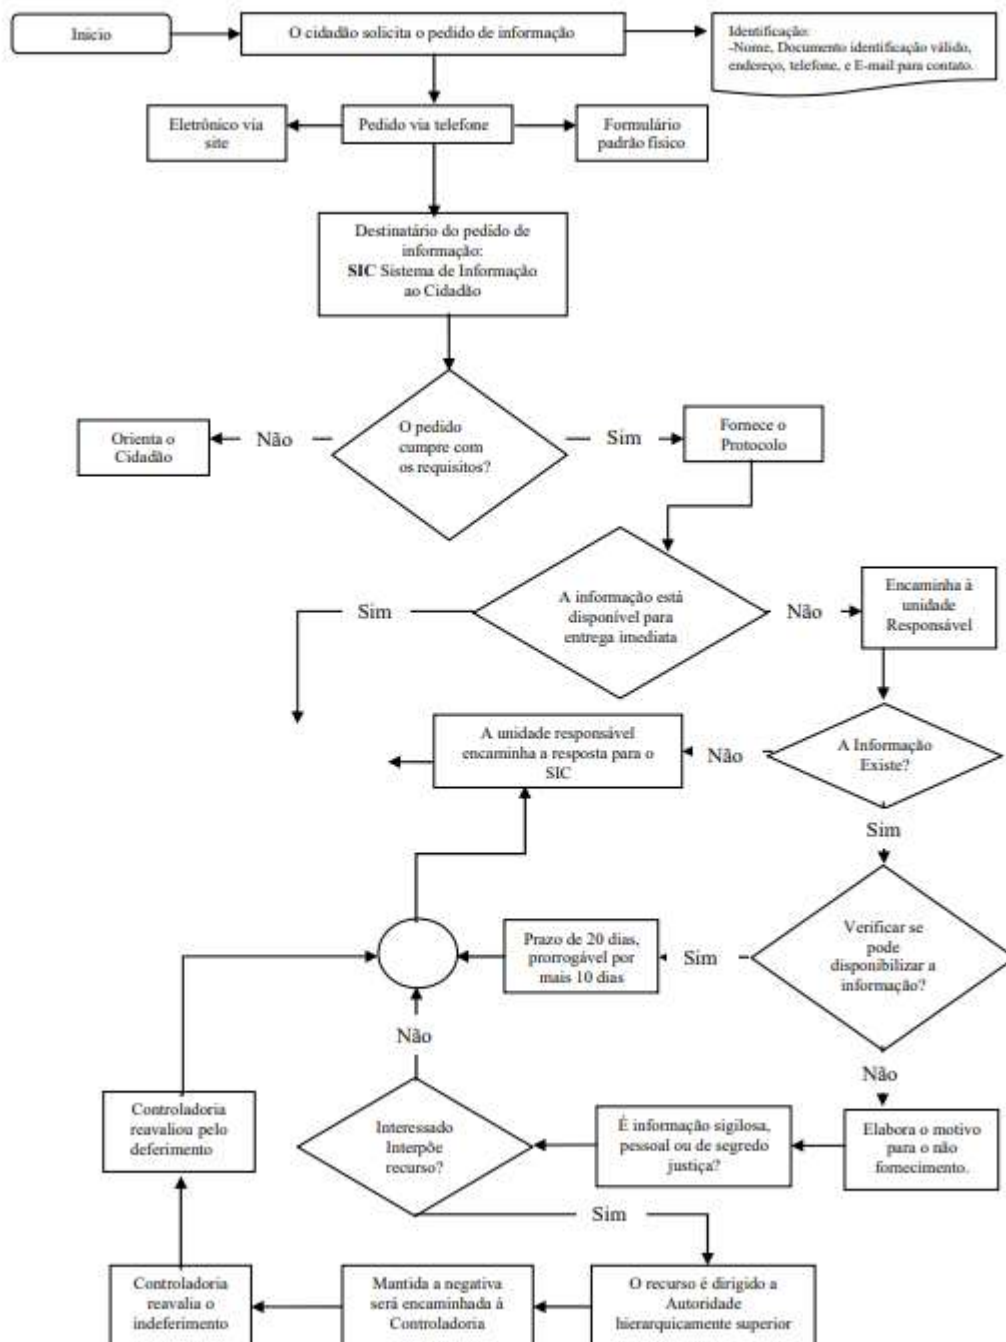 Início
O cidadão solicita o pedido de informação
Identificação:
-Nome, Documento identificação válido,
endereço, telefone, e E-mail para contato.
Eletrônico via
site
Pedido via telefone
Formulário
padrão físico
Destinatário do pedido de
informação:
SIC Sistema de Informação
ao Cidadão
O pedido
cumpre com
os requisitos?
Não
Orienta o
Cidadão
Sim
Fornece o
Protocolo
A informação está
disponível para
entrega imediata
Sim
Não
Encaminha à
unidade
Responsável
A Informação
Existe?
Não
A unidade responsável
encaminha a resposta para o
SIC
Sim
Verificar se
pode
disponibilizar a
informação?
Sim
Prazo de 20 dias,
prorrogável por
mais 10 dias
Não
Elabora o motivo
para o não
fornecimento.
É informação sigilosa,
pessoal ou de segredo
justiça?
Interessado
Interpõe
recurso?
Não
Sim
O recurso é dirigido a
Autoridade
hierarquicamente superior
Mantida a negativa
será encaminhada à
Controladoria
Controladoria
reavalia o
indeferimento
Controladoria
reavaliou pelo
deferimento